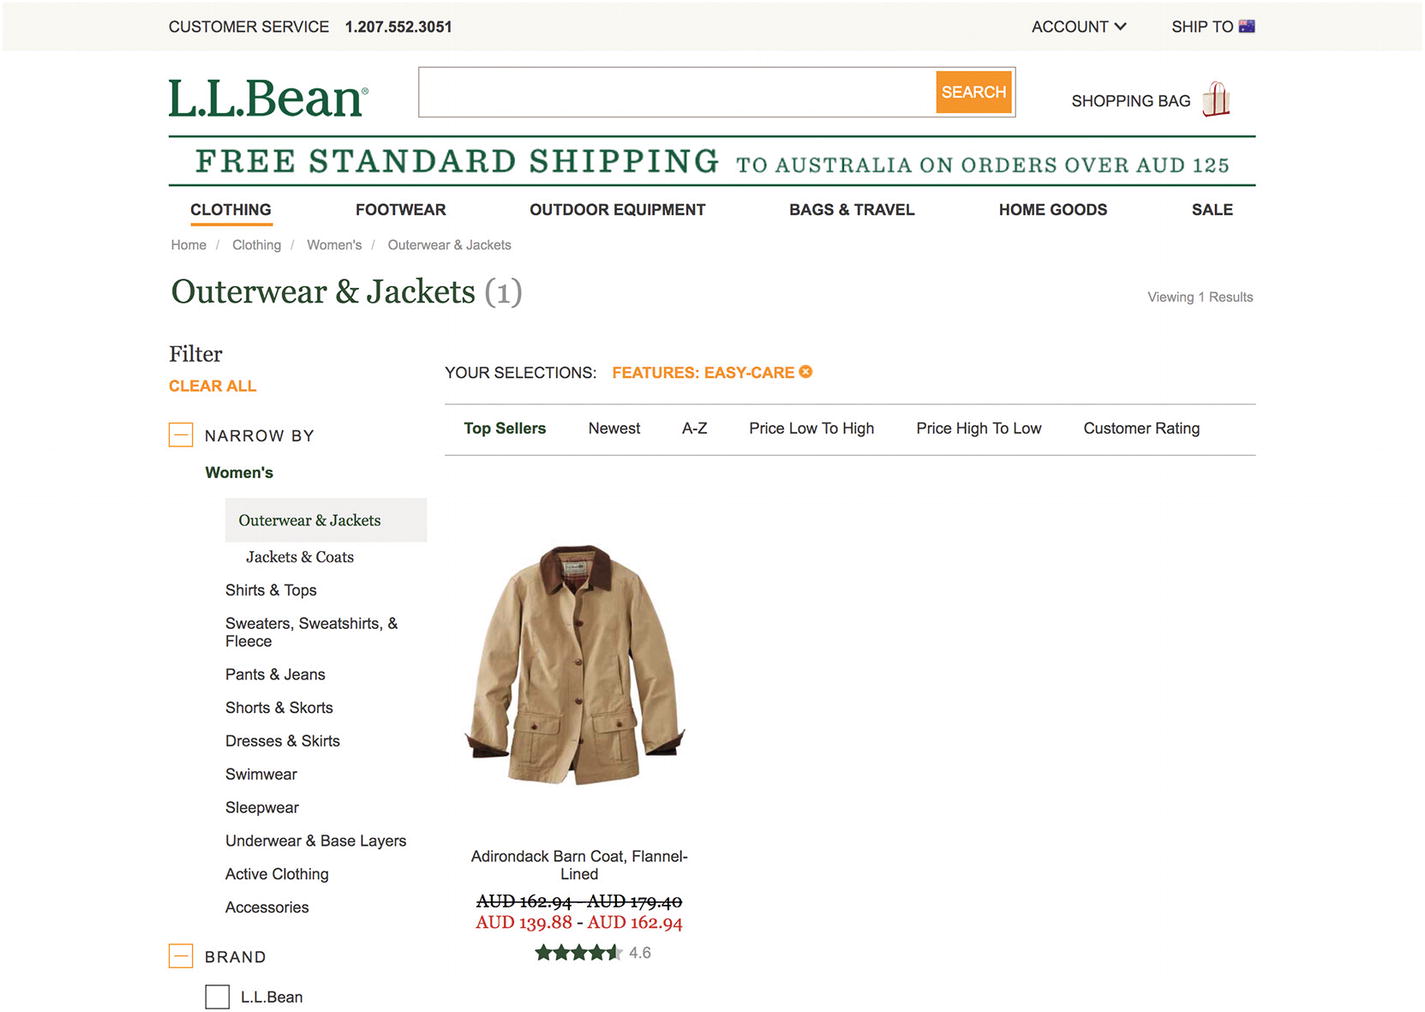 CUSTOMER SERVICE 1.207.552.3051
ACCOUNT
SHIP TO
L.L.Bean®
SEARCH
SHOPPING BAG
FREE STANDARD SHIPPING TO AUSTRALIA ON ORDERS OVER AUD 125
CLOTHING FOOTWEAR OUTDOOR EQUIPMENT BAGS & TRAVEL HOME GOODS SALE
Home / Clothing / Women's / Outerwear & Jackets
Outerwear & Jackets (1)
Viewing 1 Results
Filter
CLEAR ALL
NARROW BY
Women's
Outerwear & Jackets
Jackets & Coats
Shirts & Tops
Sweaters, Sweatshirts, &
Fleece
Pants & Jeans
Shorts & Skorts
Dresses & Skirts
Swimwear
Sleepwear
Underwear & Base Layers
Active Clothing
Accessories
BRAND
L.L.Bean
YOUR SELECTIONS: FEATURES: EASY-CARE
Top Sellers Newest A-Z Price Low To High Price High To Low Customer Rating
Adirondack Barn Coat, Flannel-
Lined
AUD 162.94 - AUD 179.40
AUD 139.88 - AUD 162.94
4.6